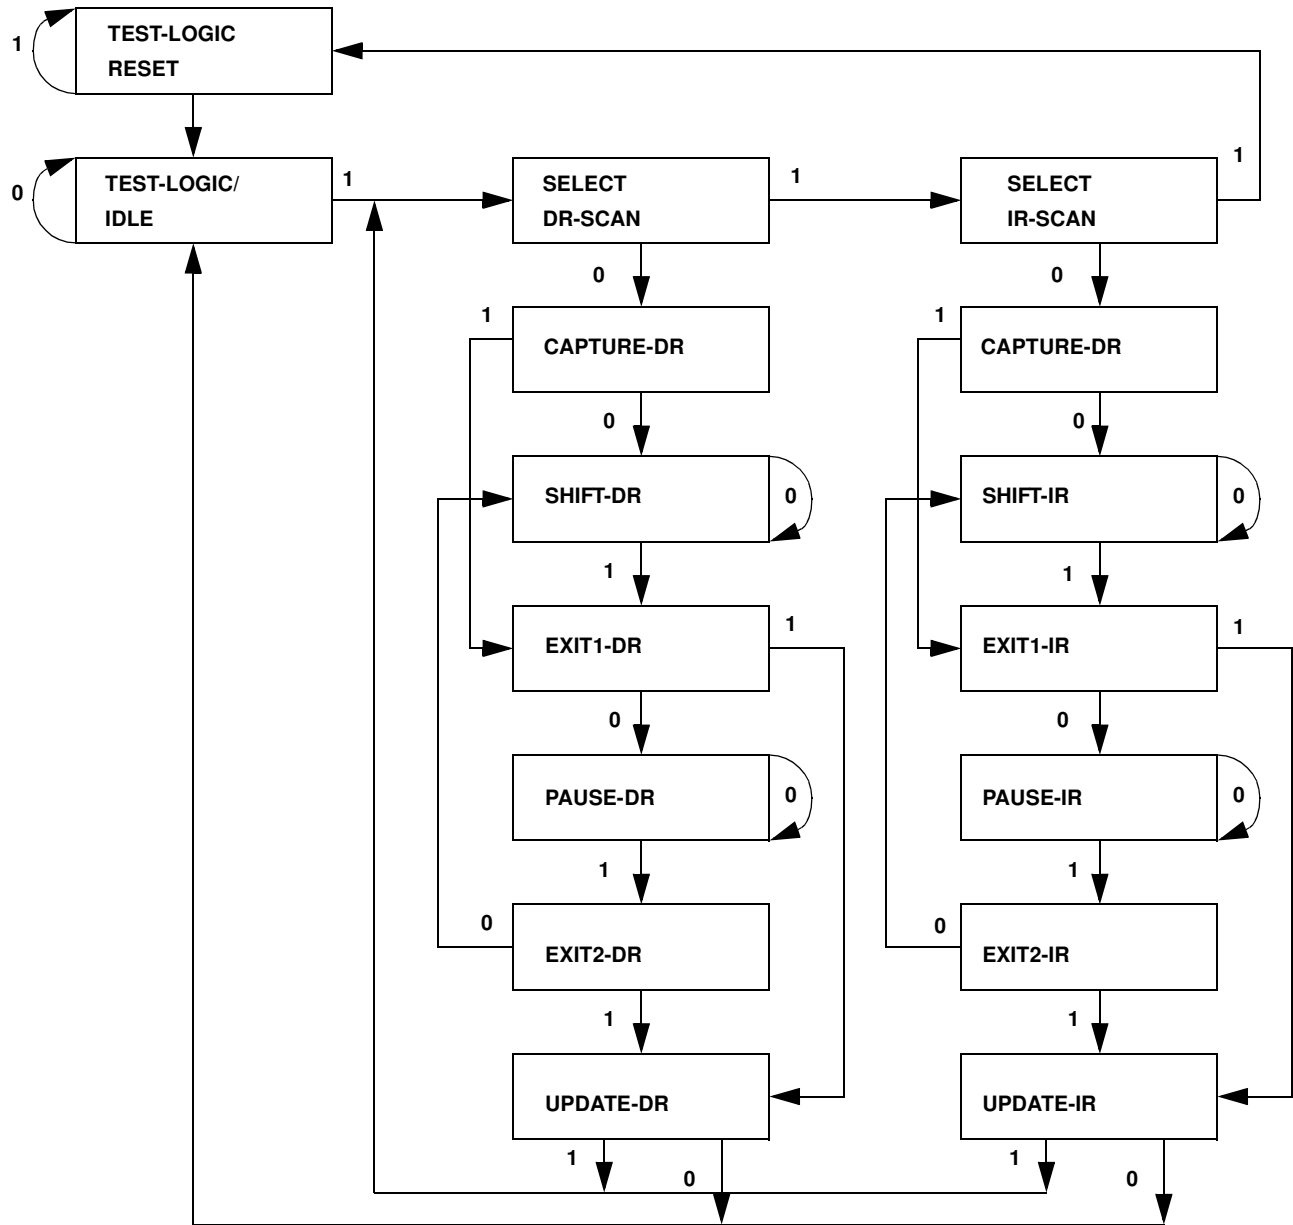 TEST-LOGIC
RESET
1
TEST-LOGIC/
IDLE
0
1
SELECT
DR-SCAN
1
SELECT
IR-SCAN
1
0
0
1
CAPTURE-DR
1
CAPTURE-DR
0
0
SHIFT-DR
0
SHIFT-IR
0
1
1
EXIT1-DR
1
EXIT1-IR
1
0
0
PAUSE-DR
0
PAUSE-IR
0
1
1
0
EXIT2-DR
0
EXIT2-IR
1
1
UPDATE-DR
UPDATE-IR
1
0
1
0